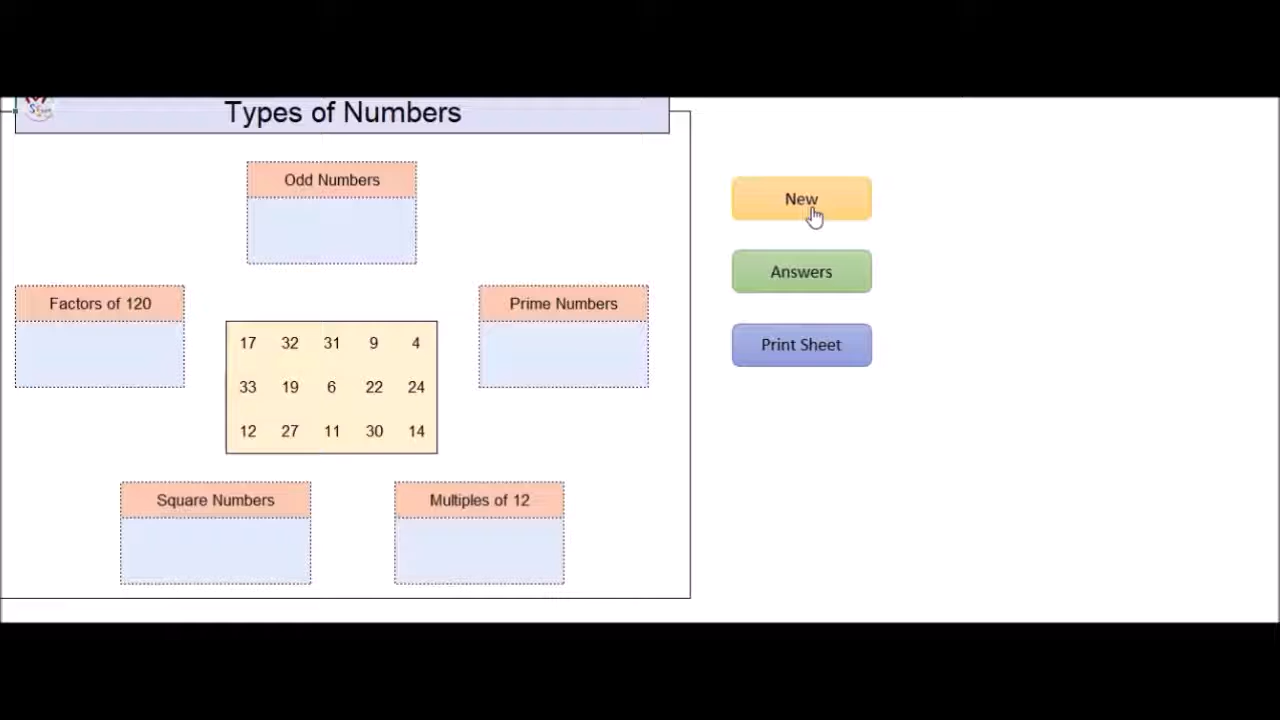 Types of Numbers
Odd Numbers
New
Answers
Factors of 120
Prime Numbers
Print Sheet
17 32 31 9 4
33 19 6 22 24
12 27 11 30 14
Square Numbers
Multiples of 12